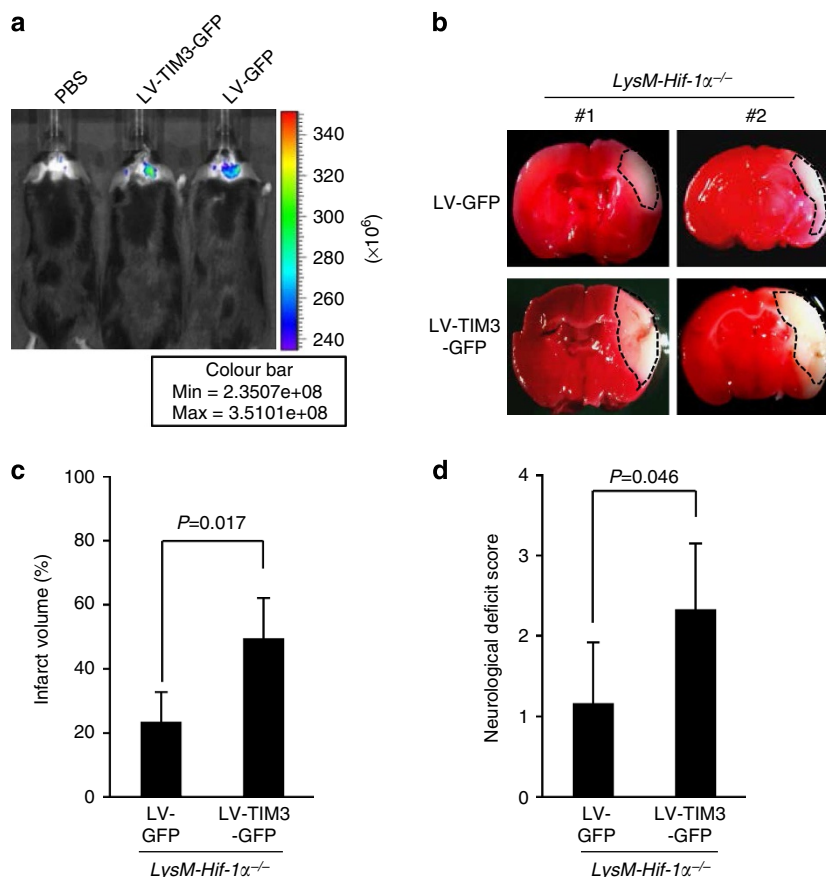 a
PBS
LV-TIM3-GFP
LV-GFP
340
320
300
280
260
240
(×10⁶)
Colour bar
Min = 2.3507e+08
Max = 3.5101e+08
b
LysM-Hif-1α⁻/⁻
#1
#2
LV-GFP
LV-TIM3
-GFP
c
100
80
60
40
20
0
Infarct volume (%)
P=0.017
LV-
GFP
LV-TIM3
-GFP
LysM-Hif-1α⁻/⁻
d
4
3
2
1
0
Neurological deficit score
P=0.046
LV-
GFP
LV-TIM3
-GFP
LysM-Hif-1α⁻/⁻